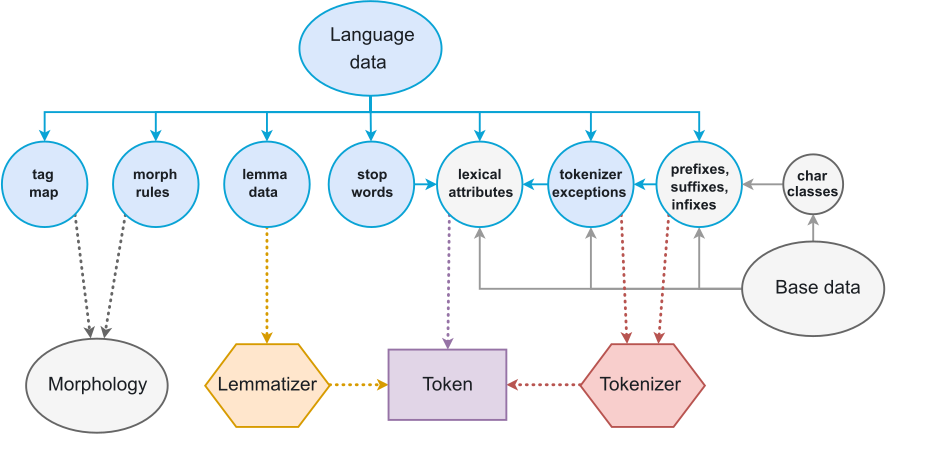 Language
data
tag
map
morph
rules
lemma
data
stop
words
lexical
attributes
tokenizer
exceptions
prefixes,
suffixes,
infixes
char
classes
Base data
Morphology
Lemmatizer
Token
Tokenizer